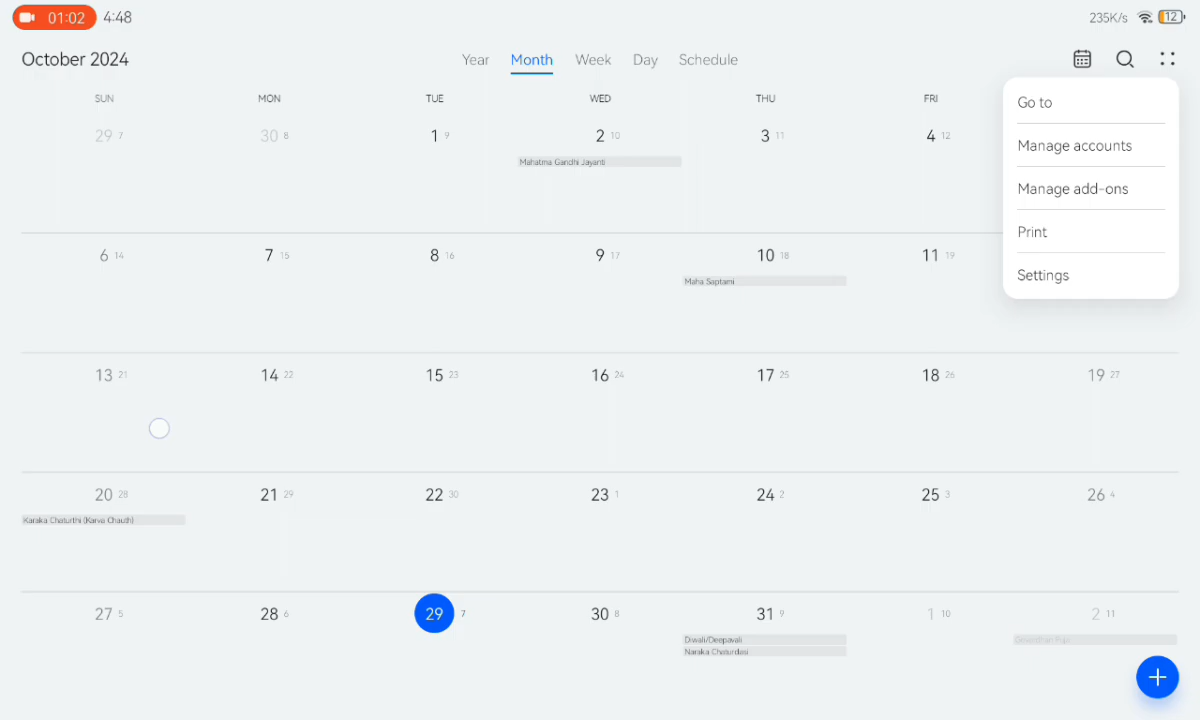 01:02 4:48 235K/s 12
October 2024 Year Month Week Day Schedule
SUN MON TUE WED THU FRI
29 7 30 8 1 9 2 10 3 11 4 12
Mahatma Gandhi Jayanti
Go to
Manage accounts
Manage add-ons
Print
Settings
6 14 7 15 8 16 9 17 10 18 11 19
Maha Saptami
13 21 14 22 15 23 16 24 17 25 18 26 19 27
20 28 21 29 22 30 23 1 24 2 25 3 26 4
Karaka Chaturthi (Karva Chauth)
27 5 28 6 29 7 30 8 31 9 1 10 2 11
Diwali/Deepavali Govardhan Puja
Naraka Chaturdasi